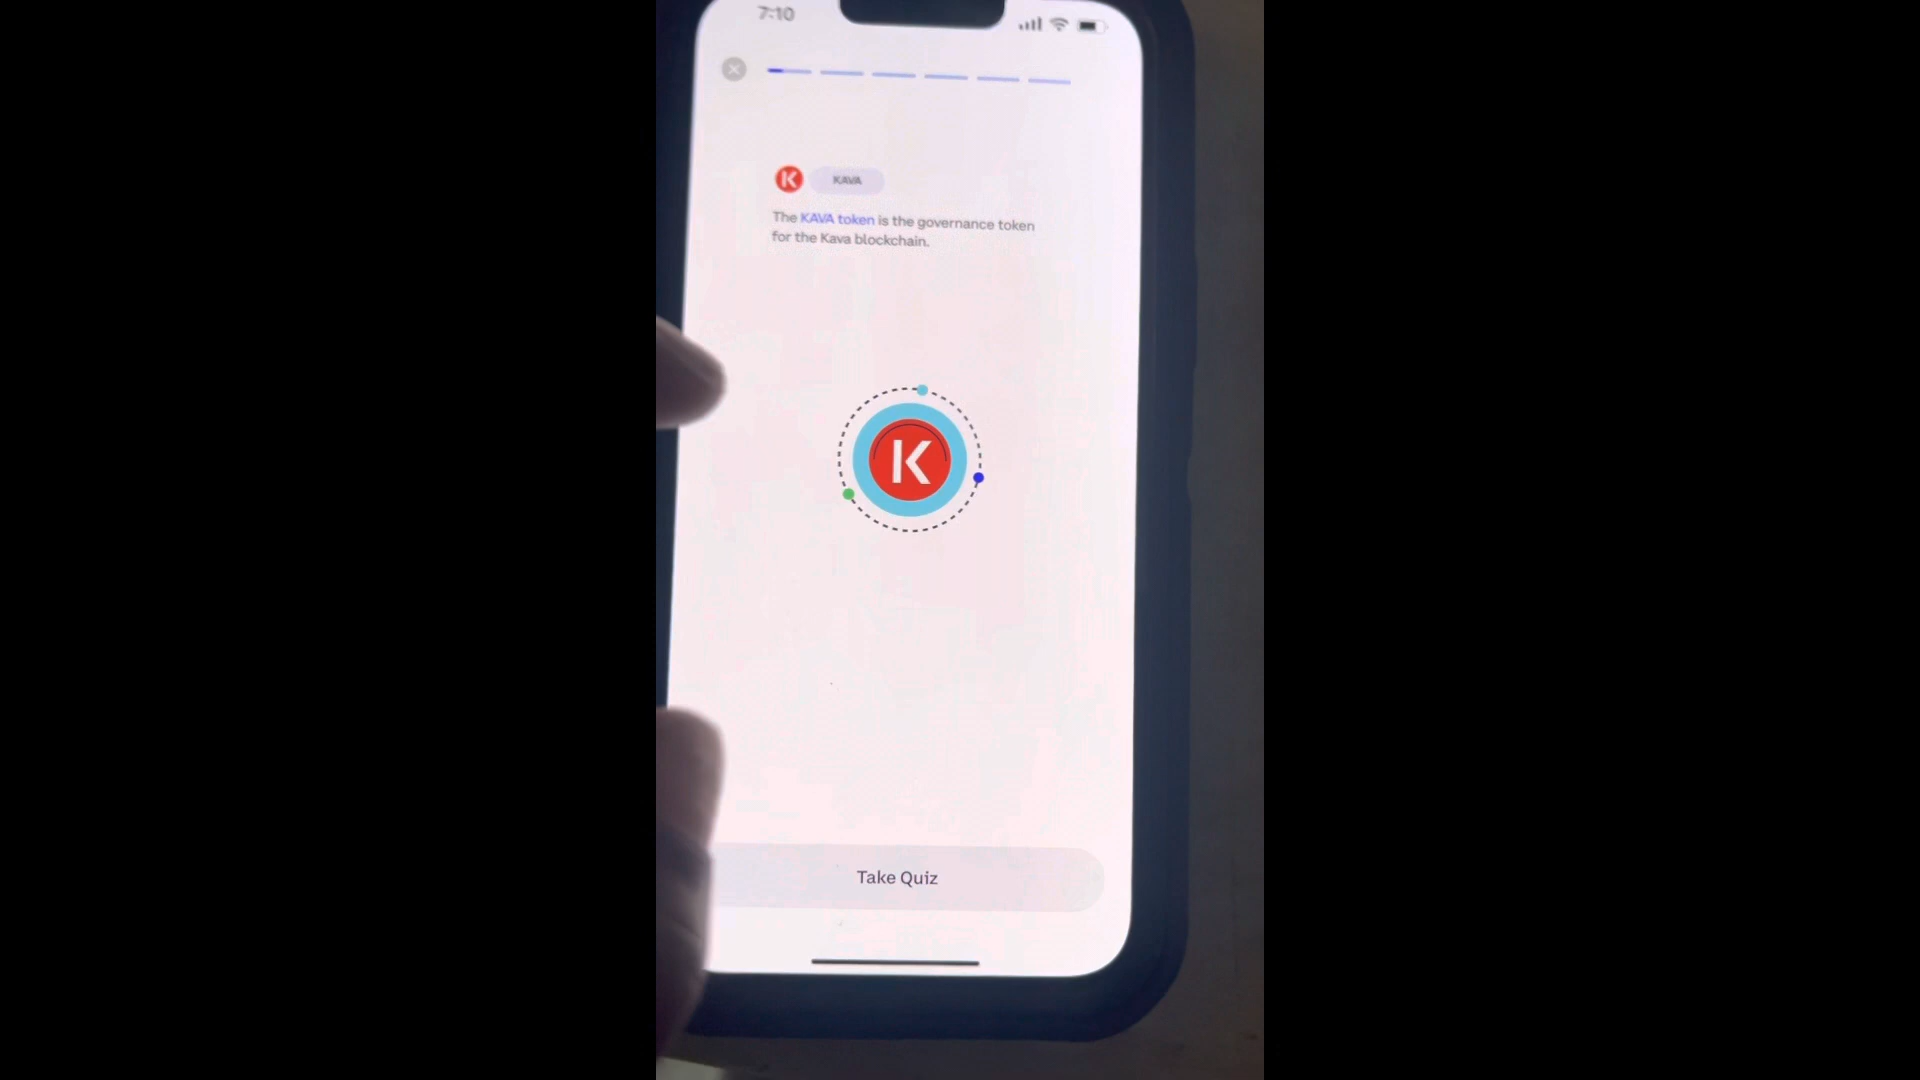 7:10
K KAVA
The KAVA token is the governance token
for the Kava blockchain.
K
Take Quiz